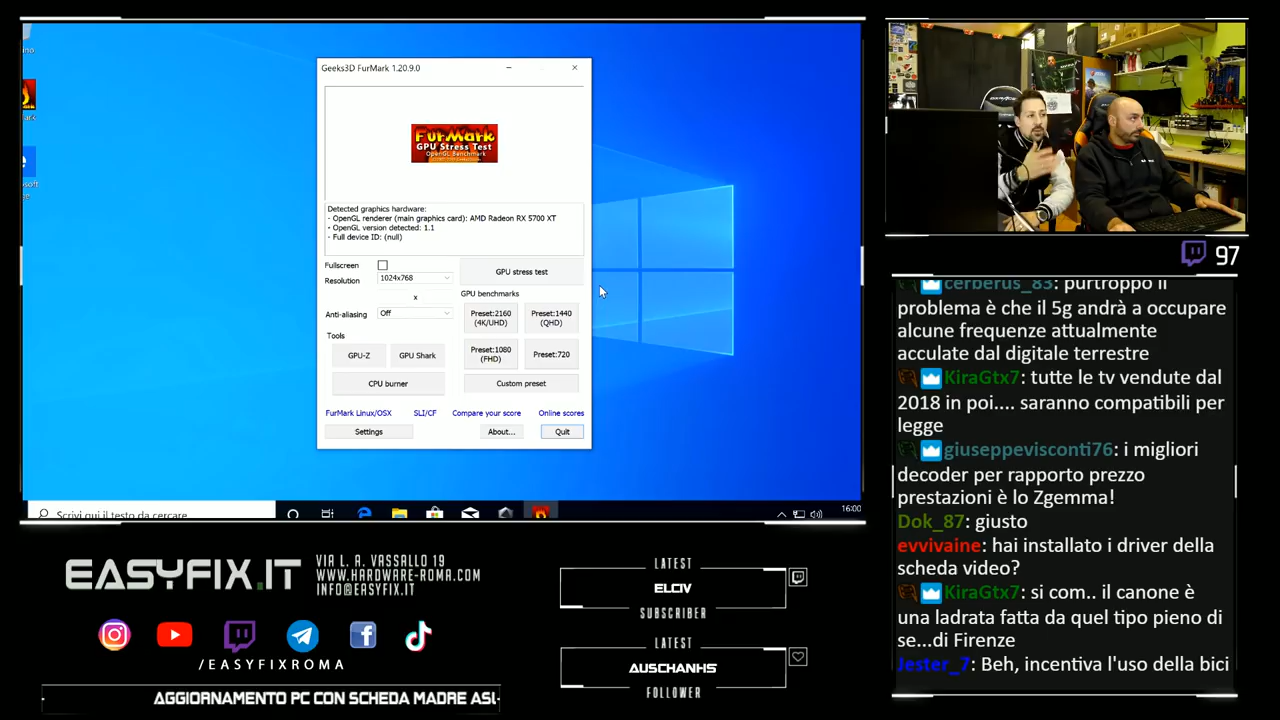 Geeks3D FurMark 1.20.9.0
FurMark
GPU Stress Test
OpenGL Benchmark
Detected graphics hardware:
- OpenGL renderer (main graphics card): AMD Radeon RX 5700 XT
- OpenGL version detected: 1.1
- Full device ID: (null)
Fullscreen
Resolution
1024x768
x
Anti-aliasing
Off
GPU stress test
GPU benchmarks
Preset:2160
(4K/UHD)
Preset:1440
(QHD)
Preset:1080
(FHD)
Preset:720
Custom preset
Tools
GPU-Z
GPU Shark
CPU burner
FurMark Linux/OSX
SLI/CF
Compare your score
Online scores
Settings
About...
Quit
Scrivi qui il testo da cercare
16:00
97
cerberus_83: purtroppo il
problema è che il 5g andrà a occupare
alcune frequenze attualmente
acculate dal digitale terrestre
KiraGtx7: tutte le tv vendute dal
2018 in poi.... saranno compatibili per
legge
giuseppevisconti76: i migliori
decoder per rapporto prezzo
prestazioni è lo Zgemma!
Dok_87: giusto
evvivaine: hai installato i driver della
scheda video?
KiraGtx7: si com.. il canone è
una ladrata fatta da quel tipo pieno di
se...di Firenze
Jester_7: Beh, incentiva l'uso della bici
EASYFIX.IT
VIA L. A. VASSALLO 19
WWW.HARDWARE-ROMA.COM
INFO@EASYFIX.IT
/EASYFIXROMA
AGGIORNAMENTO PC CON SCHEDA MADRE
LATEST
ELCIV
SUBSCRIBER
LATEST
AUSCHANHS
FOLLOWER